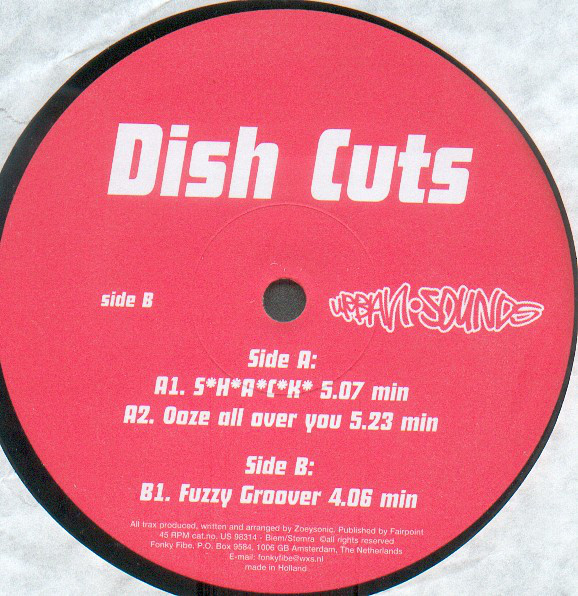 Dish Cuts
side B
URBAN·SOUNDS
Side A:
A1. S*H*A*C*K* 5.07 min
A2. Ooze all over you 5.23 min
Side B:
B1. Fuzzy Groover 4.06 min
All trax produced, written and arranged by Zoeysonic. Published by Fairpoint
45 RPM cat.no. US 98314 - Biem/Stemra ©all rights reserved
Fonky Fibe. P.O. Box 9584, 1006 GB Amsterdam, The Netherlands
E-mail: fonkyfibe@wxs.nl
made in Holland